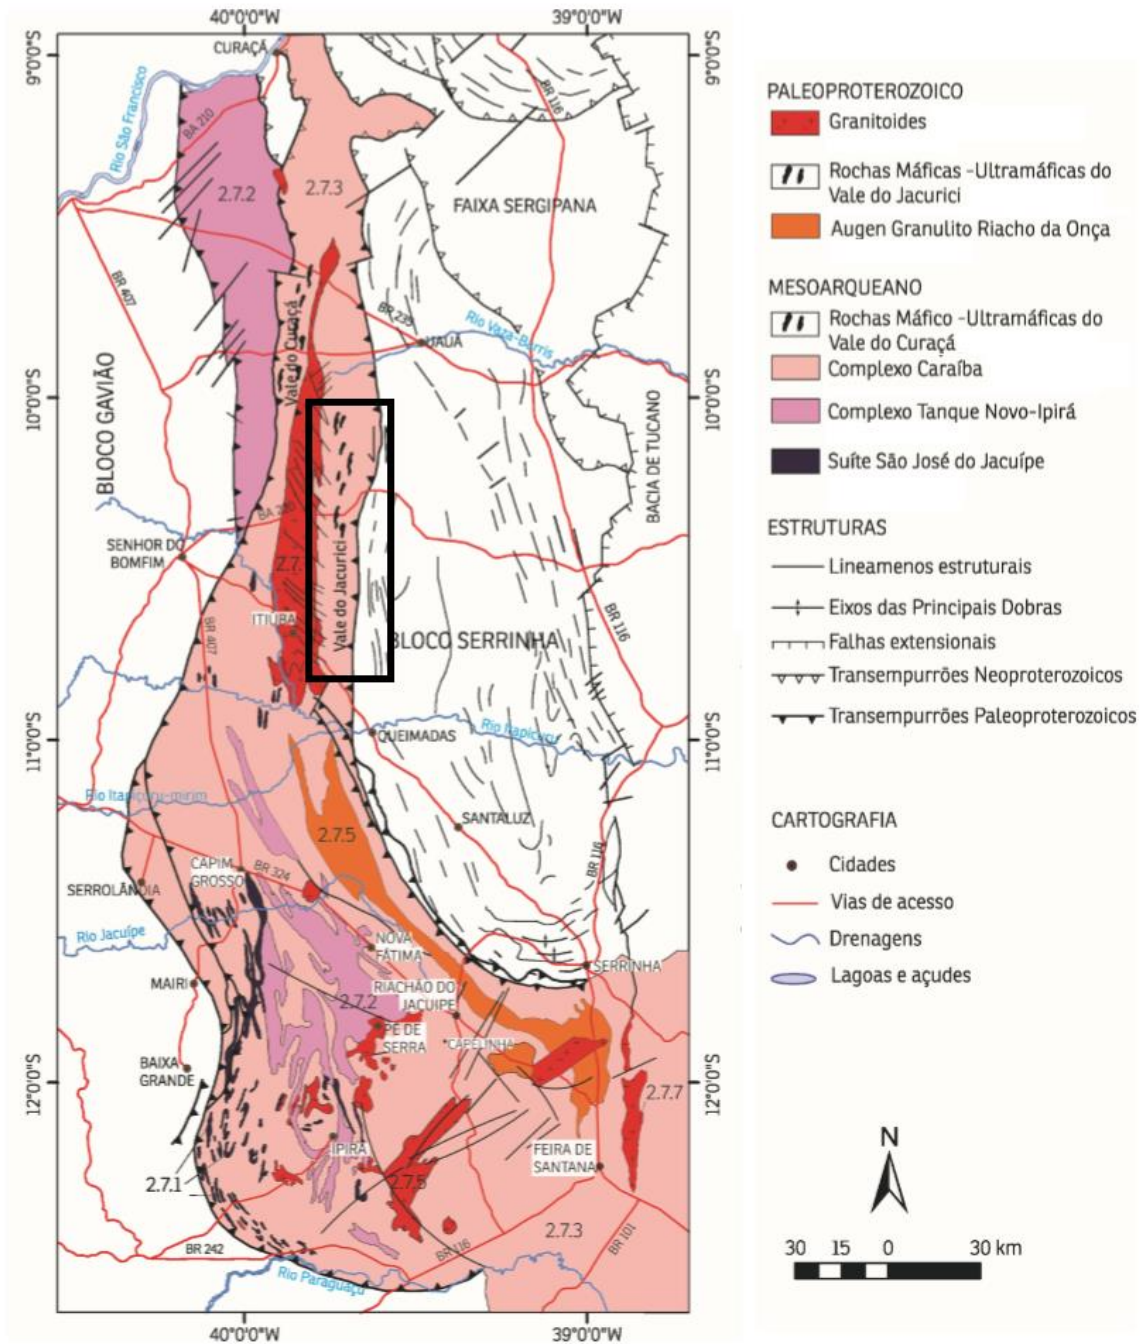 40°0'0"W
39°0'0"W
CURAÇÁ
9°0'0"S
9°0'0"S
BR 116
Rio São Francisco
BA 210
2.7.2
2.7.3
FAIXA SERGIPANA
BR 407
Vale do Curaçá
BR 235
Rio Vaza-Barris
UAUÁ
10°0'0"S
10°0'0"S
BLOCO GAVIÃO
BACIA DE TUCANO
SENHOR DO
BOMFIM
2.7.
Vale do Jacurici
ITIÚBA
BR 407
BLOCO SERRINHA
BR 116
11°0'0"S
11°0'0"S
QUEIMADAS
Rio Itapicuru
Rio Itapicuru-mirim
SANTALUZ
2.7.5
CAPIM
GROSSO
BR 324
BR 116
SERROLÂNDIA
Rio Jacuípe
NOVA
FÁTIMA
SERRINHA
MAIRI
RIACHÃO DO
JACUIPE
2.7.2
PÉ DE
SERRA
"CAPELINHA"
BAIXA
GRANDE
12°0'0"S
12°0'0"S
2.7.7
IPIRÁ
FEIRA DE
SANTANA
2.7.1
2.7.5
2.7.3
BR 242
BR 116
BR 101
Rio Paraguaçu
40°0'0"W
39°0'0"W
PALEOPROTEROZOICO
Granitoides
Rochas Máficas -Ultramáficas do
Vale do Jacurici
Augen Granulito Riacho da Onça
MESOARQUEANO
Rochas Máfico -Ultramáficas do
Vale do Curaçá
Complexo Caraíba
Complexo Tanque Novo-Ipirá
Suíte São José do Jacuípe
ESTRUTURAS
Lineamenos estruturais
Eixos das Principais Dobras
Falhas extensionais
Transempurrões Neoproterozoicos
Transempurrões Paleoproterozoicos
CARTOGRAFIA
Cidades
Vias de acesso
Drenagens
Lagoas e açudes
N
30 15 0 30 km